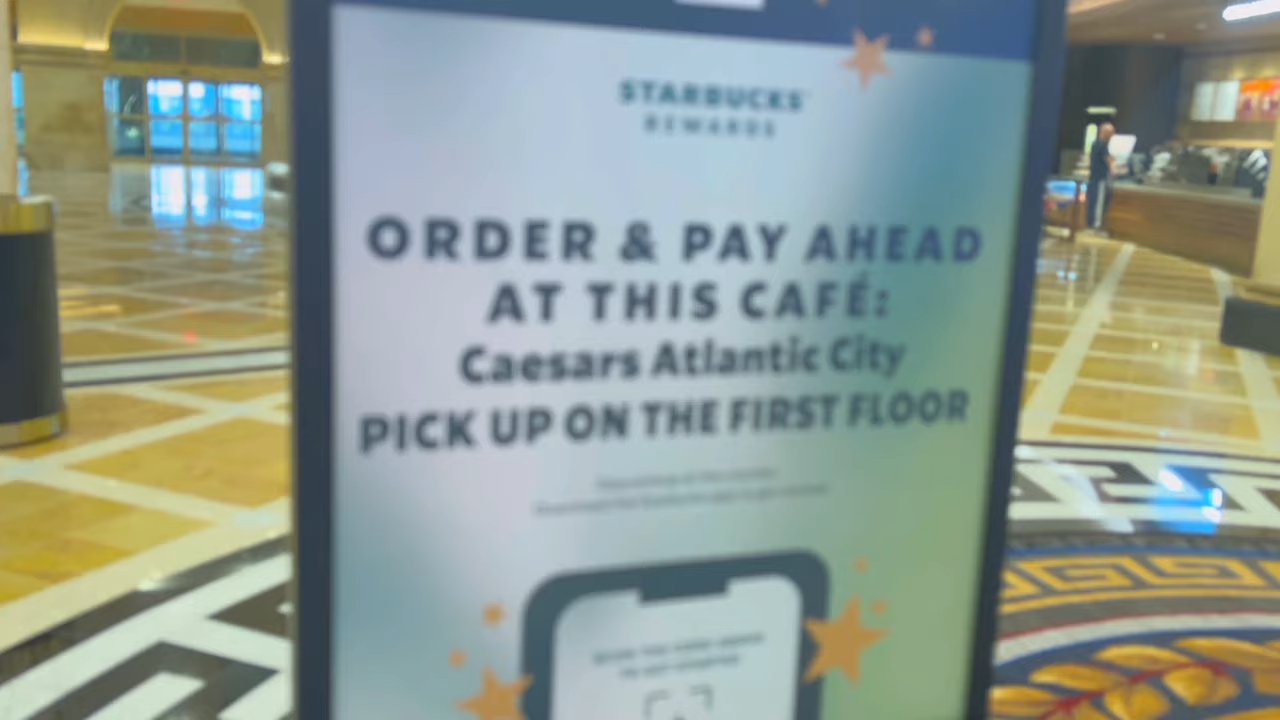 STARBUCKS
REWARDS
ORDER & PAY AHEAD
AT THIS CAFÉ:
Caesars Atlantic City
PICK UP ON THE FIRST FLOOR